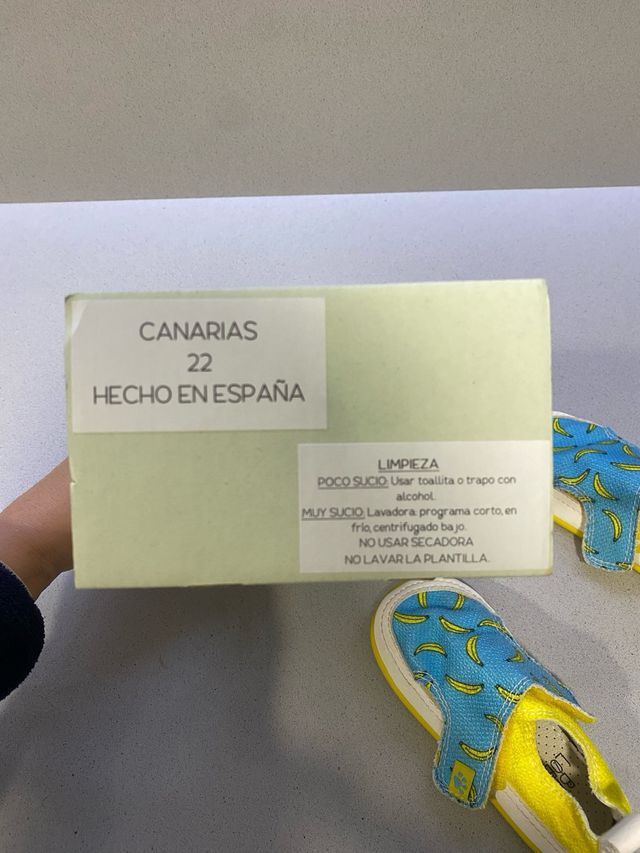 CANARIAS
22
HECHO EN ESPAÑA
LIMPIEZA
POCO SUCIO: Usar toallita o trapo con
alcohol.
MUY SUCIO: Lavadora: programa corto, en
frío, centrifugado bajo.
NO USAR SECADORA
NO LAVAR LA PLANTILLA.